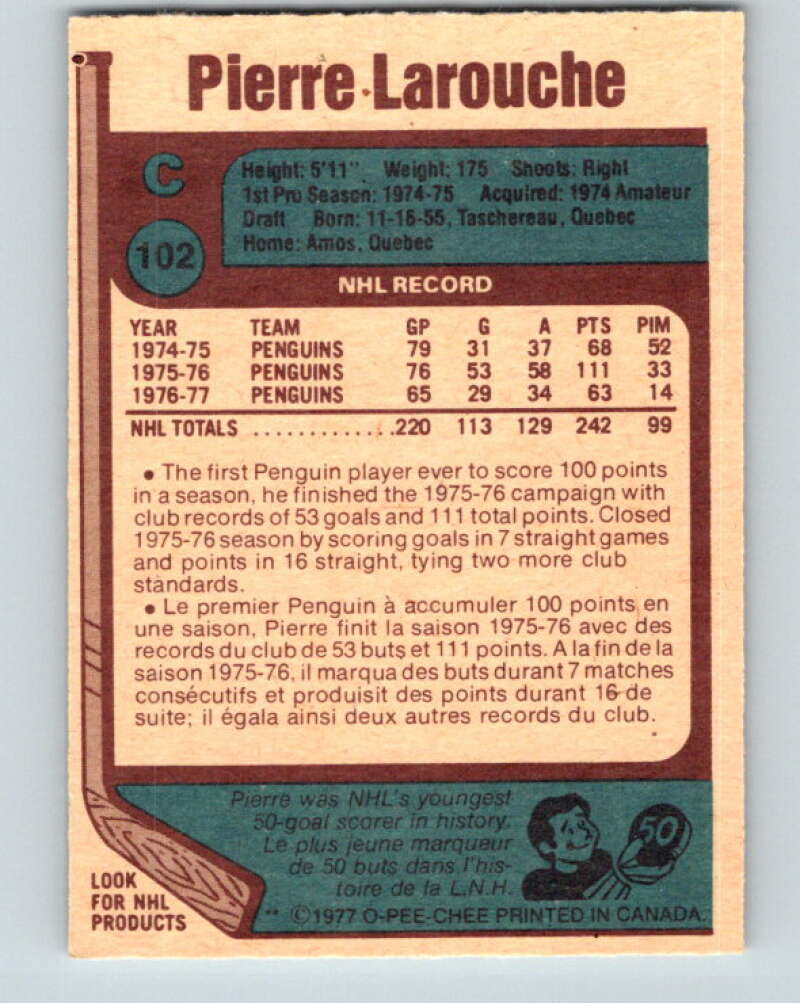 Pierre Larouche
C
Height: 5'11". Weight: 175 Shoots: Right
1st Pro Season: 1974-75 Acquired: 1974 Amateur
Draft Born: 11-16-55, Taschereau, Quebec
Home: Amos, Quebec
102
NHL RECORD
YEAR TEAM GP G A PTS PIM
1974-75 PENGUINS 79 31 37 68 52
1975-76 PENGUINS 76 53 58 111 33
1976-77 PENGUINS 65 29 34 63 14
NHL TOTALS .............220 113 129 242 99
• The first Penguin player ever to score 100 points
in a season, he finished the 1975-76 campaign with
club records of 53 goals and 111 total points. Closed
1975-76 season by scoring goals in 7 straight games
and points in 16 straight, tying two more club
standards.
• Le premier Penguin à accumuler 100 points en
une saison, Pierre finit la saison 1975-76 avec des
records du club de 53 buts et 111 points. A la fin de la
saison 1975-76, il marqua des buts durant 7 matches
consécutifs et produisit des points durant 16 de
suite; il égala ainsi deux autres records du club.
Pierre was NHL's youngest
50-goal scorer in history.
Le plus jeune marqueur
de 50 buts dans l'his-
toire de la L.N.H.
50
LOOK
FOR NHL
PRODUCTS
** ©1977 O-PEE-CHEE PRINTED IN CANADA.